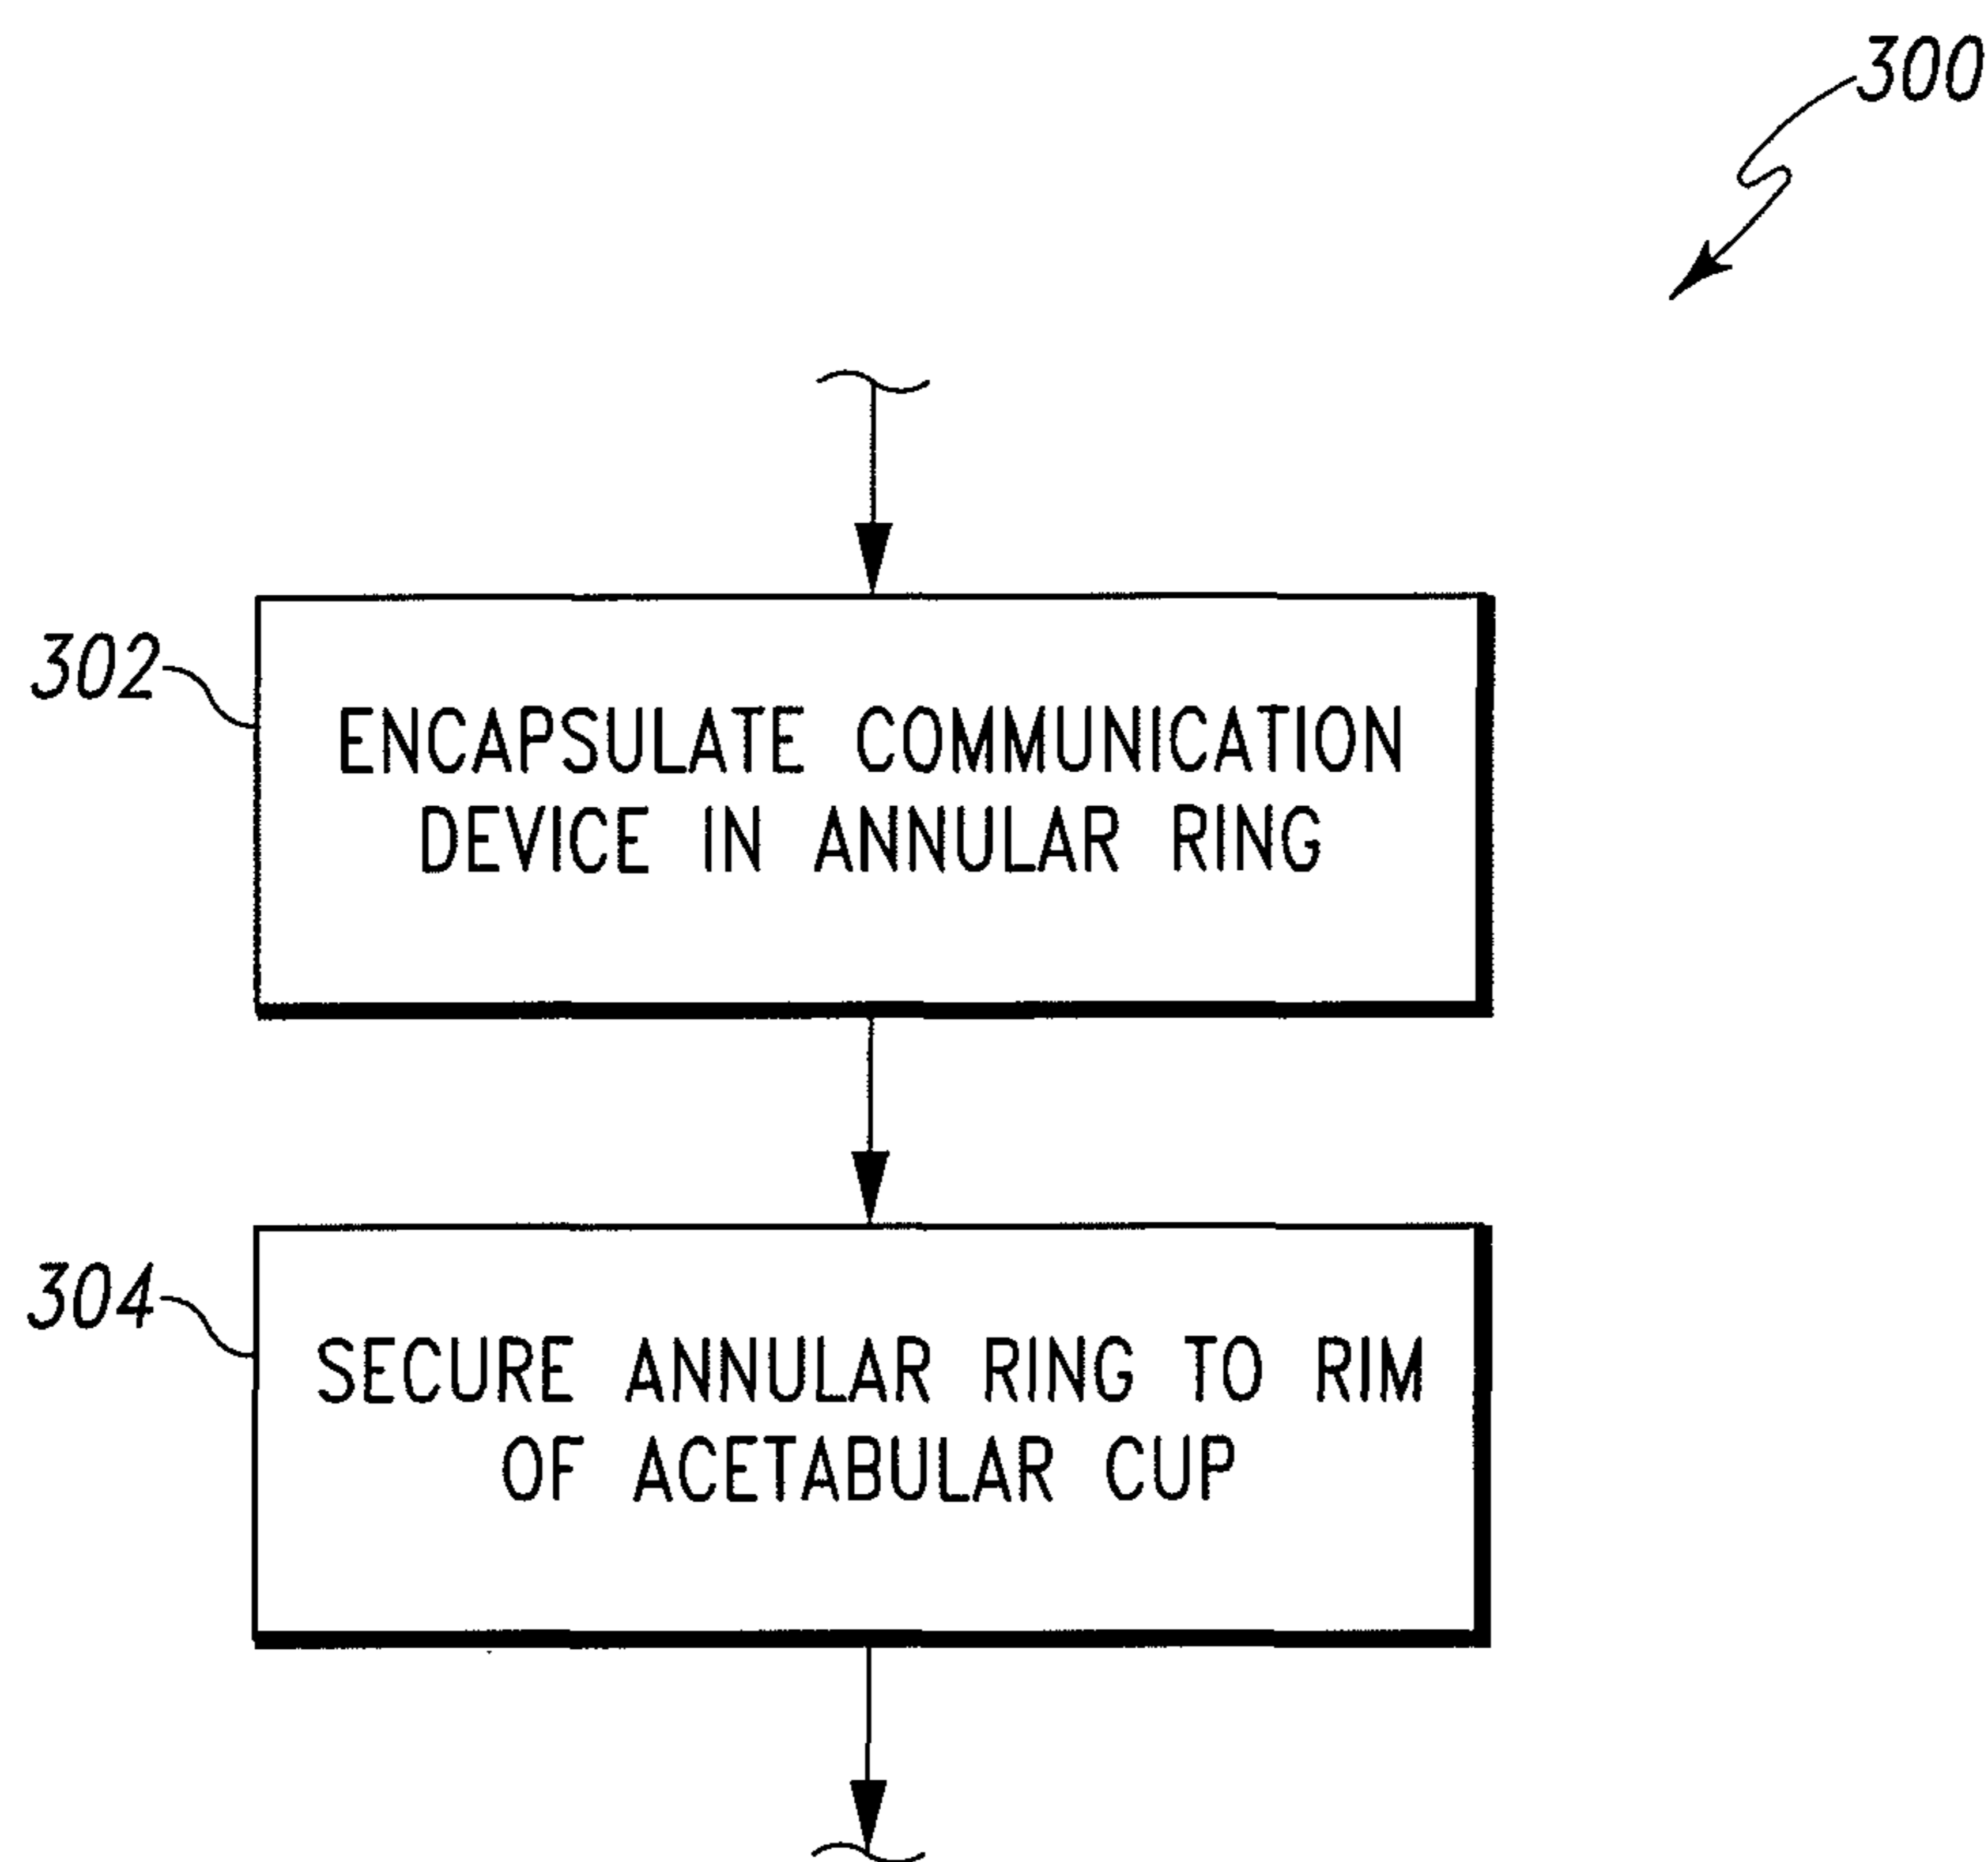 300
302
ENCAPSULATE COMMUNICATION
DEVICE IN ANNULAR RING
304
SECURE ANNULAR RING TO RIM
OF ACETABULAR CUP